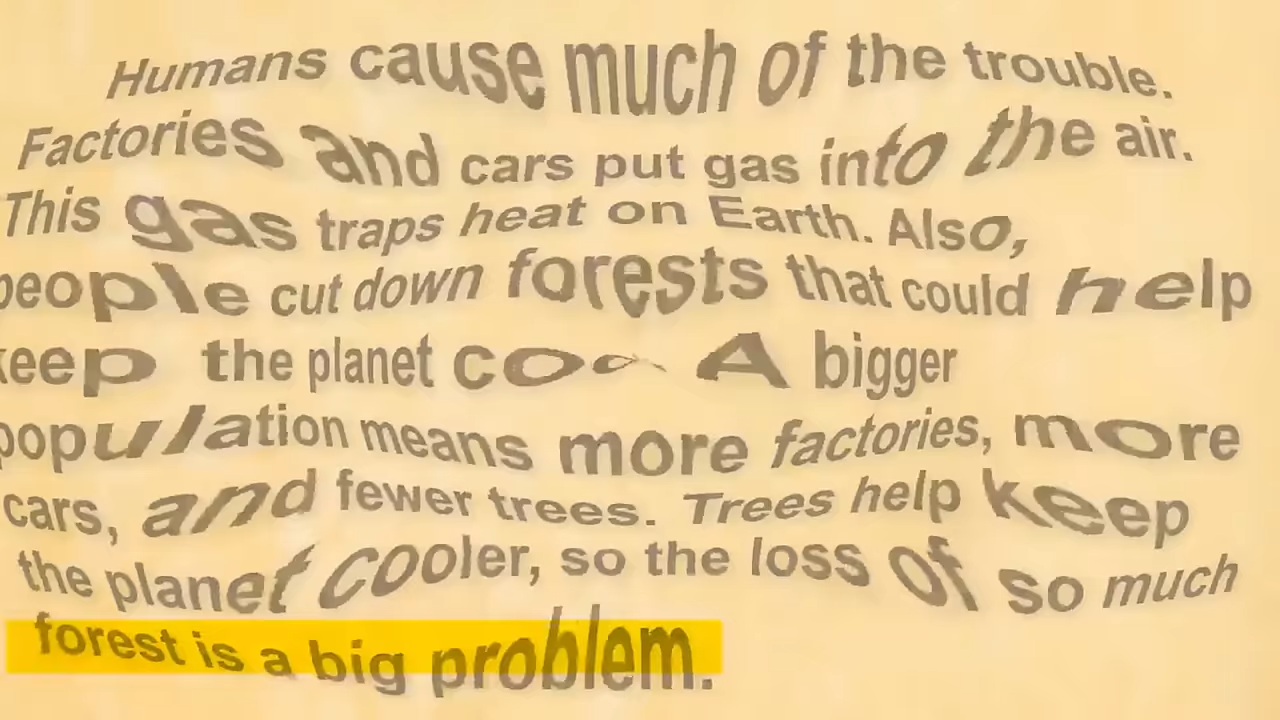 Humans cause much of the trouble.
Factories and cars put gas into the air.
This gas traps heat on Earth. Also,
people cut down forests that could help
keep the planet A bigger
population means more factories, more
cars, and fewer trees. Trees help keep
the planet cooler, so the loss of so much
forest is a big problem.